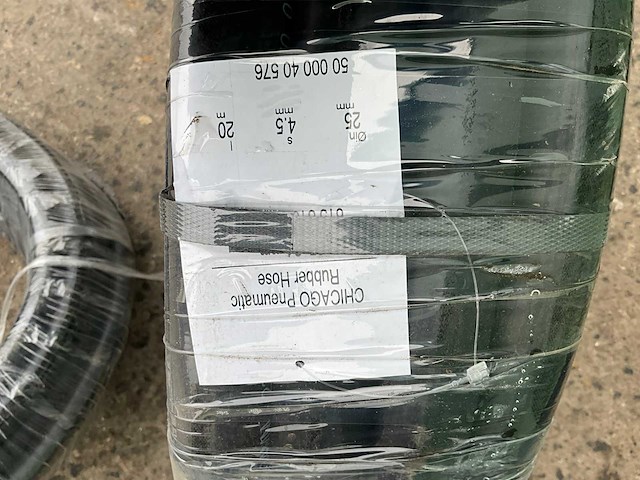 CHICAGO Pneumatic
Rubber Hose
Øin s l
25 4.5 20
mm mm m
50 000 40 576